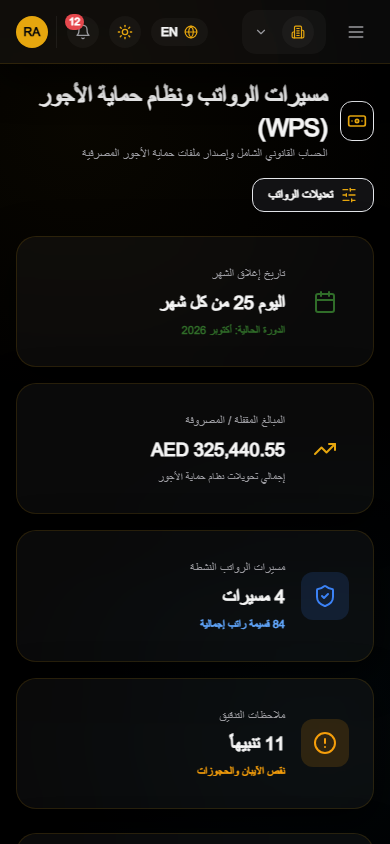 RA
12
EN
مسيرات الرواتب ونظام حماية الأجور
(WPS)
الحساب القانوني الشامل وإصدار ملفات حماية الأجور المصرفية
تعديلات الرواتب
تاريخ إغلاق الشهر
اليوم 25 من كل شهر
الدورة الحالية: أكتوبر 2026
المبالغ المقفلة / المصروفة
AED 325,440.55
إجمالي تحويلات نظام حماية الأجور
مسيرات الرواتب النشطة
4 مسيرات
84 قسيمة راتب إجمالية
ملاحظات التدقيق
11 تنبيهاً
نقص الآيبان والحجوزات